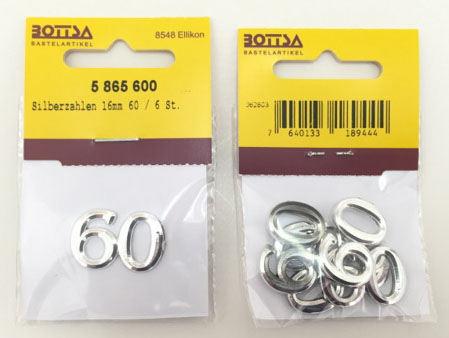 BOTTSA
BASTELARTIKEL
8548 Ellikon
5 865 600
Silberzahlen 16mm 60 / 6 St.
60
BOTTSA
BASTELARTIKEL
7 640133 189444